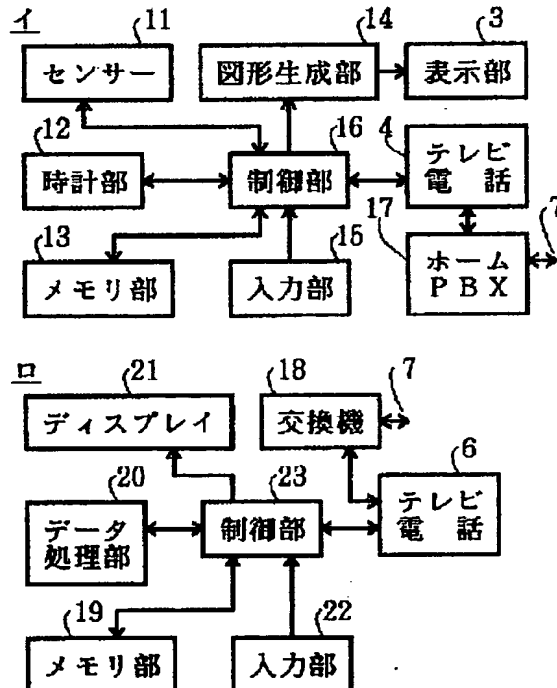 イ
11
14
3
センサー
図形生成部
表示部
12
16
4
時計部
制御部
テレビ
電話
13
15
17
7
メモリ部
入力部
ホーム
PBX
ロ
21
18
7
ディスプレイ
交換機
6
20
23
データ
処理部
制御部
テレビ
電話
19
22
メモリ部
入力部